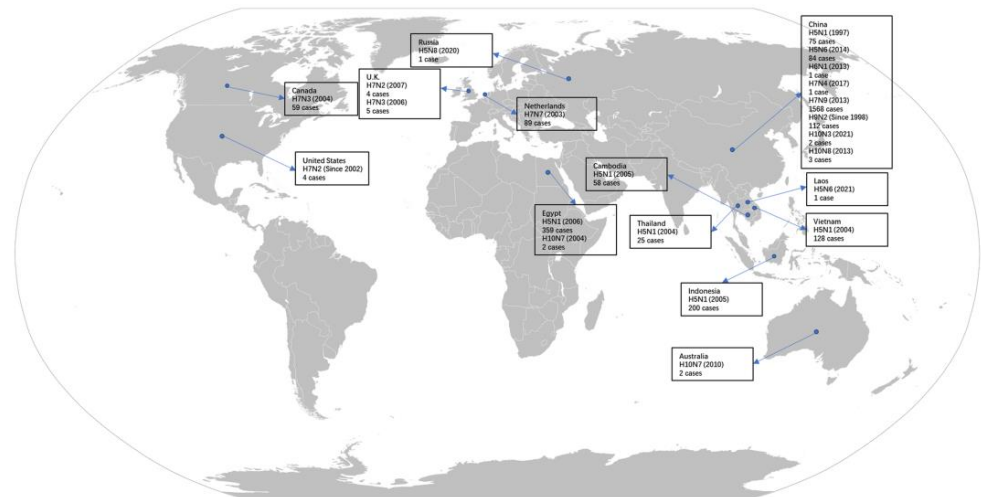 Rumia
H5N8 (2020)
1 case
U.K.
H7N2 (2007)
4 cases
H7N3 (2006)
5 cases
Canada
H7N3 (2004)
59 cases
Netherlands
H7N7 (2003)
89 cases
China
H5N1 (1997)
75 cases
H5N6 (2014)
84 cases
H6N1 (2013)
1 case
H7N4 (2017)
1 case
H7N9 (2013)
1568 cases
H9N2 (Since 1998)
112 cases
H10N3 (2021)
2 cases
H10N8 (2013)
3 cases
United States
H7N2 (Since 2002)
4 cases
Cambodia
H5N1 (2005)
58 cases
Laos
H5N6 (2021)
1 case
Egypt
H5N1 (2006)
359 cases
H10N7 (2004)
2 cases
Thailand
H5N1 (2004)
25 cases
Vietnam
H5N1 (2004)
128 cases
Indonesia
H5N1 (2005)
200 cases
Australia
H10N7 (2010)
2 cases